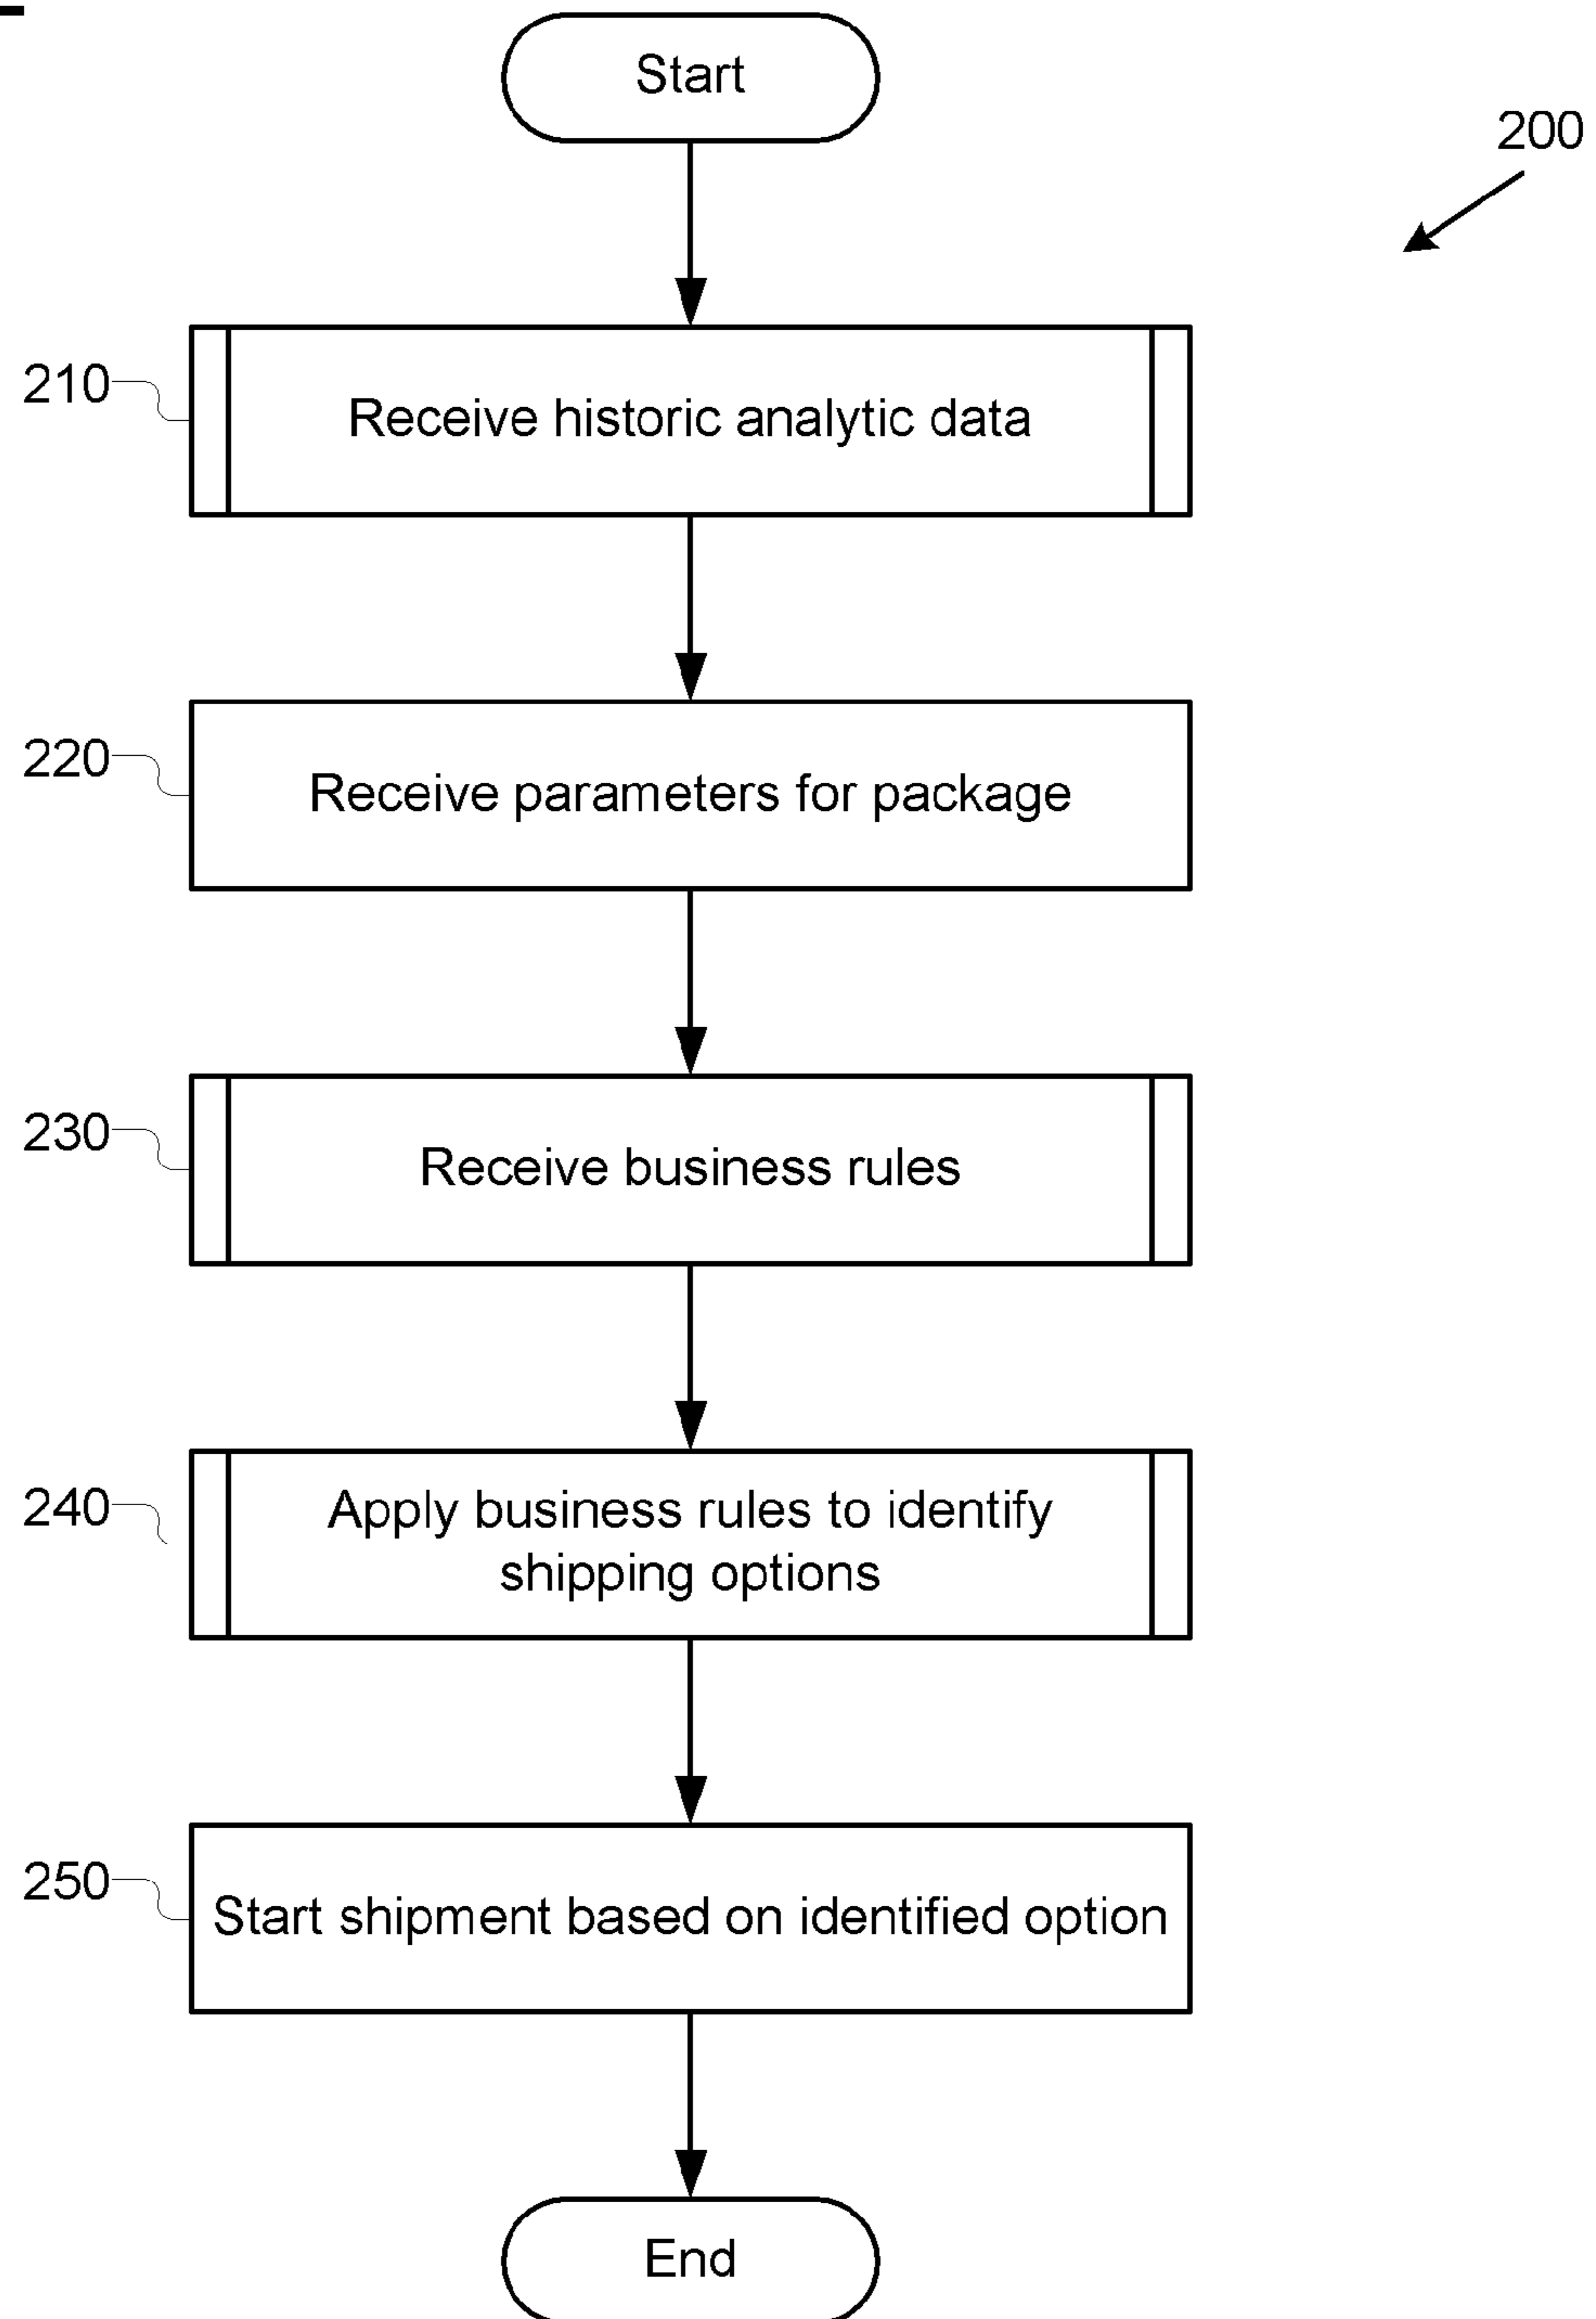 Start
200
210
Receive historic analytic data
220
Receive parameters for package
230
Receive business rules
240
Apply business rules to identify
shipping options
250
Start shipment based on identified option
End